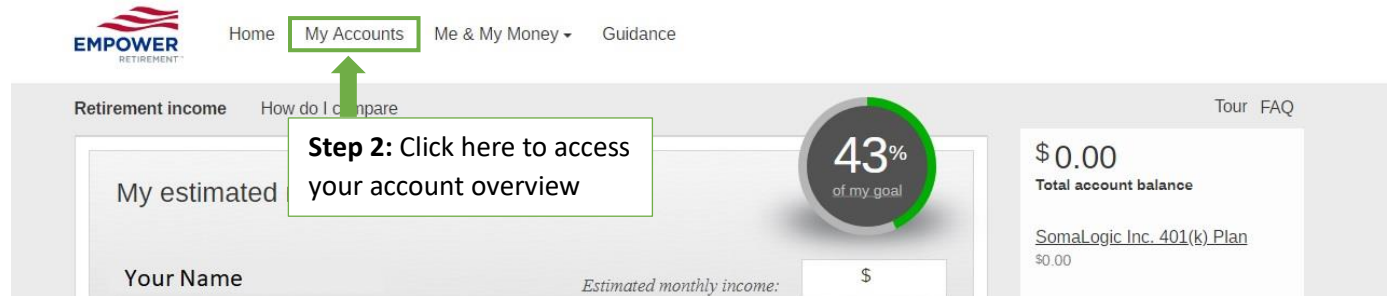 EMPOWER
RETIREMENT
Home My Accounts Me & My Money Guidance
Retirement income How do I compare
Tour FAQ
Step 2: Click here to access
your account overview
43%
of my goal
$0.00
Total account balance
My estimated
SomaLogic Inc. 401(k) Plan
$0.00
Your Name
Estimated monthly income:
$